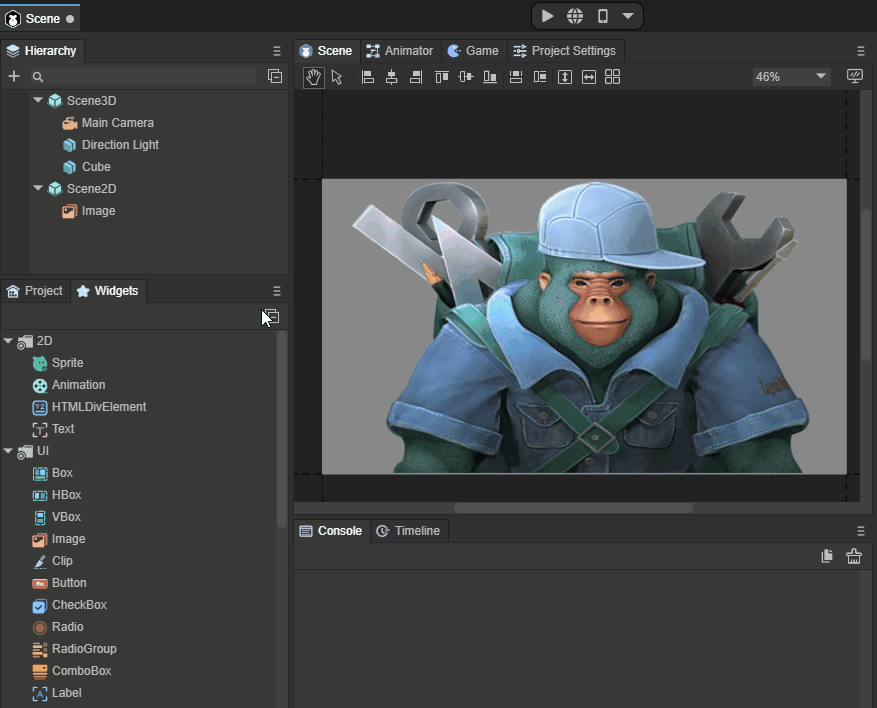 Scene
Hierarchy
Scene3D
Main Camera
Direction Light
Cube
Scene2D
Image
Project
Widgets
2D
Sprite
Animation
HTMLDivElement
Text
UI
Box
HBox
VBox
Image
Clip
Button
CheckBox
Radio
RadioGroup
ComboBox
Label
Scene
Animator
Game
Project Settings
46%
Console
Timeline